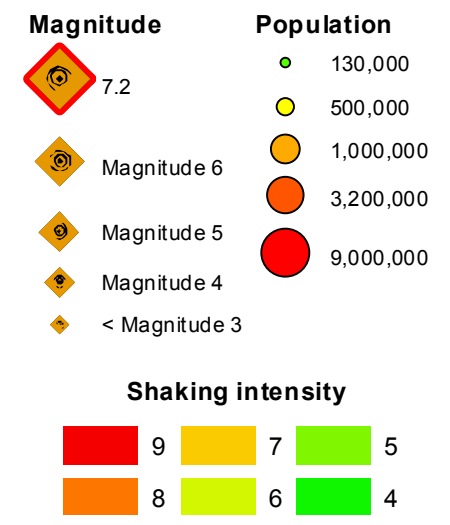 Magnitude
7.2
Magnitude 6
Magnitude 5
Magnitude 4
< Magnitude 3
Population
130,000
500,000
1,000,000
3,200,000
9,000,000
Shaking intensity
9 7 5
8 6 4